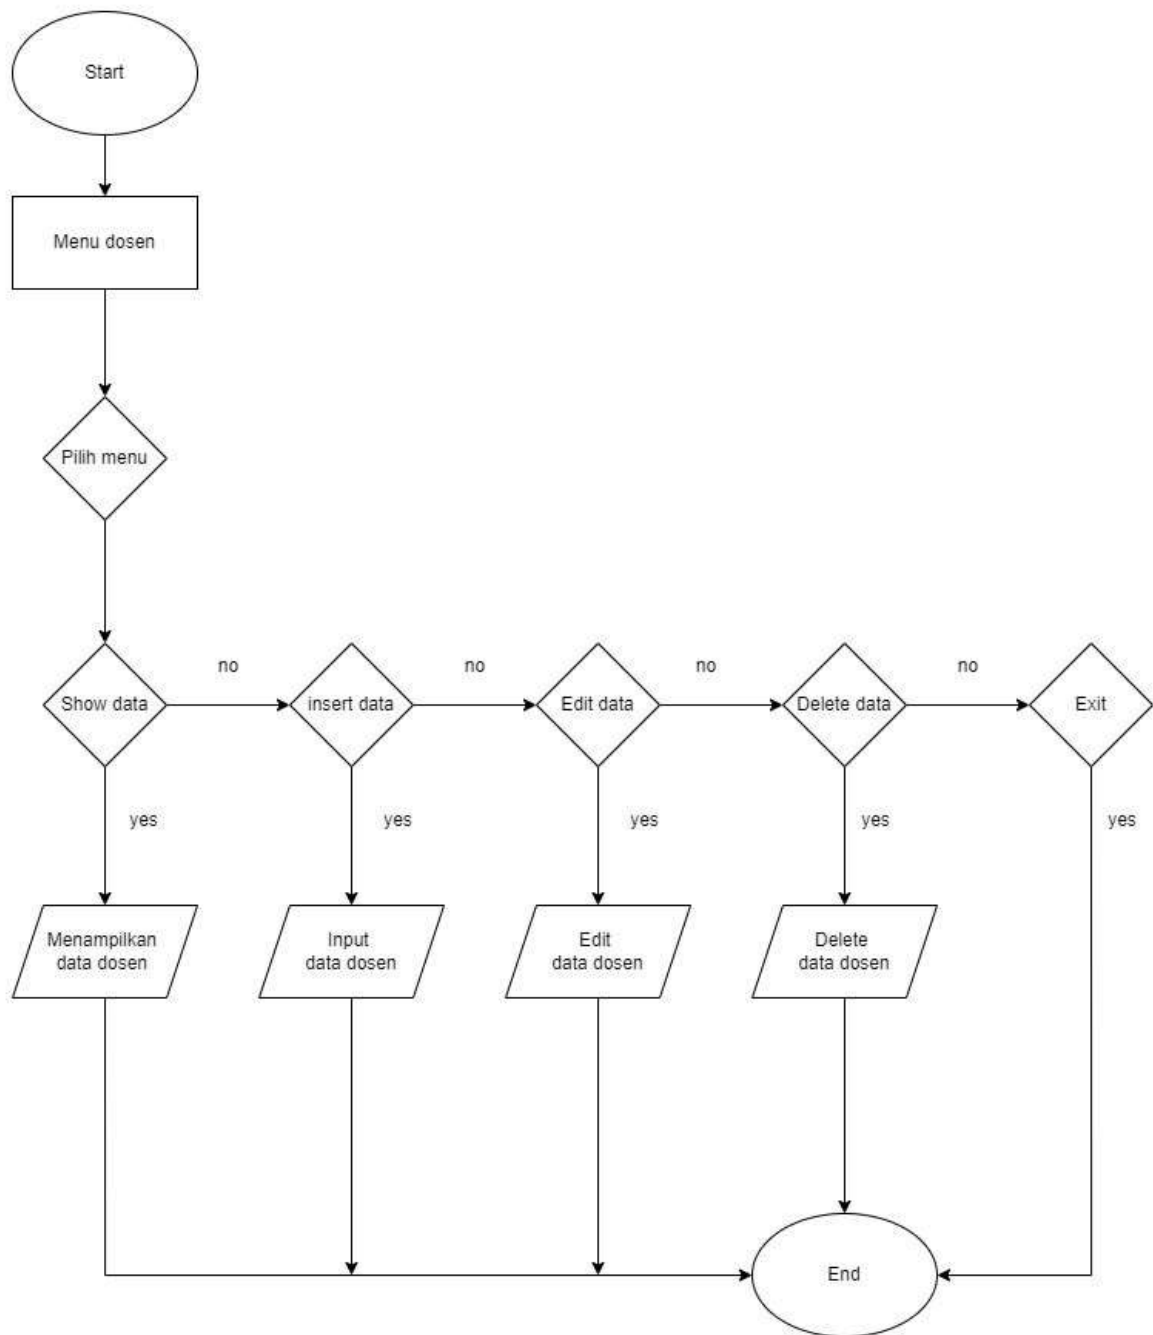 Start
Menu dosen
Pilih menu
no
no
no
no
Show data
insert data
Edit data
Delete data
Exit
yes
yes
yes
yes
yes
Menampilkan
data dosen
Input
data dosen
Edit
data dosen
Delete
data dosen
End